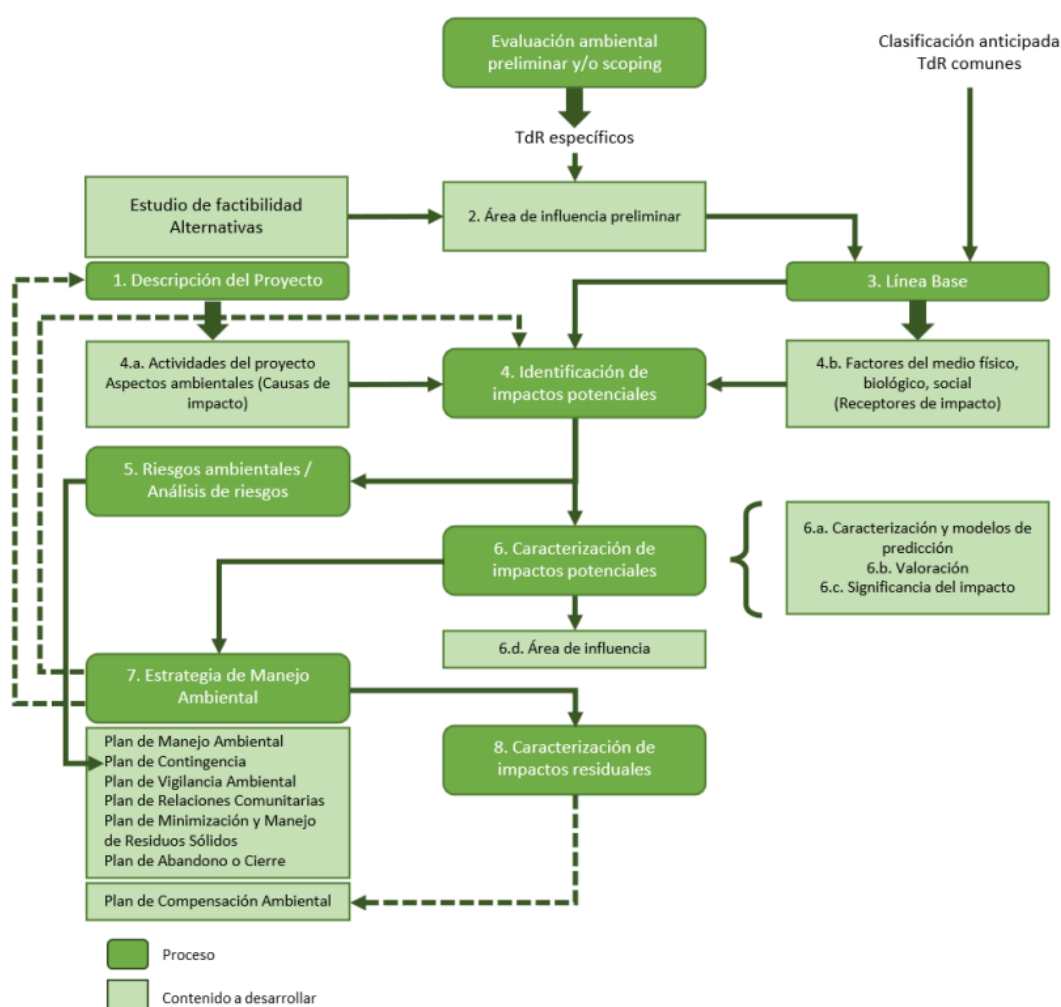 Evaluación ambiental
preliminar y/o scoping
Clasificación anticipada
TdR comunes
TdR específicos
Estudio de factibilidad
Alternativas
2. Área de influencia preliminar
1. Descripción del Proyecto
3. Línea Base
4.a. Actividades del proyecto
Aspectos ambientales (Causas de
impacto)
4. Identificación de
impactos potenciales
4.b. Factores del medio físico,
biológico, social
(Receptores de impacto)
5. Riesgos ambientales /
Análisis de riesgos
6. Caracterización de
impactos potenciales
6.a. Caracterización y modelos de
predicción
6.b. Valoración
6.c. Significancia del impacto
6.d. Área de influencia
7. Estrategia de Manejo
Ambiental
8. Caracterización de
impactos residuales
Plan de Manejo Ambiental
Plan de Contingencia
Plan de Vigilancia Ambiental
Plan de Relaciones Comunitarias
Plan de Minimización y Manejo
de Residuos Sólidos
Plan de Abandono o Cierre
Plan de Compensación Ambiental
Proceso
Contenido a desarrollar